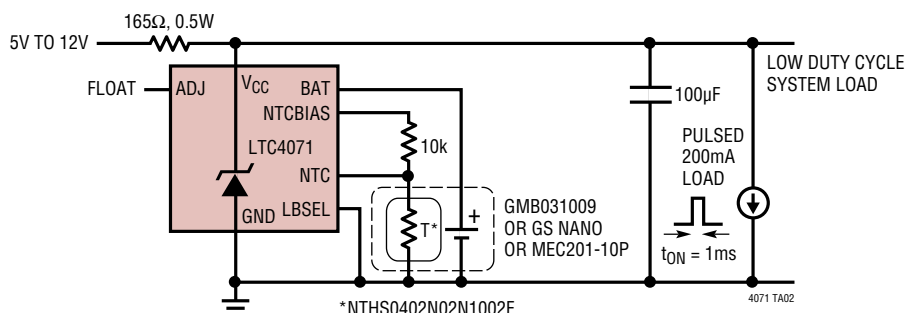 165Ω, 0.5W
5V TO 12V
FLOAT
ADJ
VCC
BAT
NTCBIAS
LTC4071
NTC
GND
LBSEL
10k
T*
+
GMB031009
OR GS NANO
OR MEC201-10P
100µF
LOW DUTY CYCLE
SYSTEM LOAD
PULSED
200mA
LOAD
tON = 1ms
4071 TA02
*NTHS0402N02N1002F